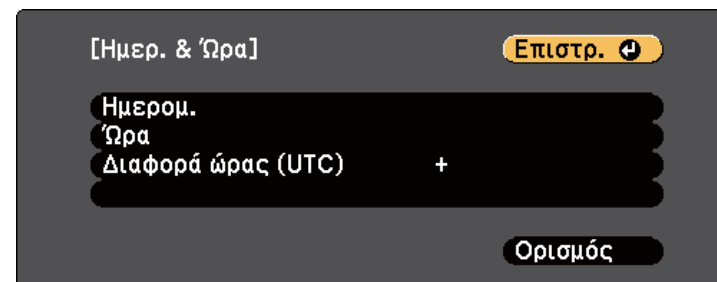 [Ημερ. & Ώρα] Επιστρ.
Ημερομ.
Ώρα
Διαφορά ώρας (UTC) +
Ορισμός